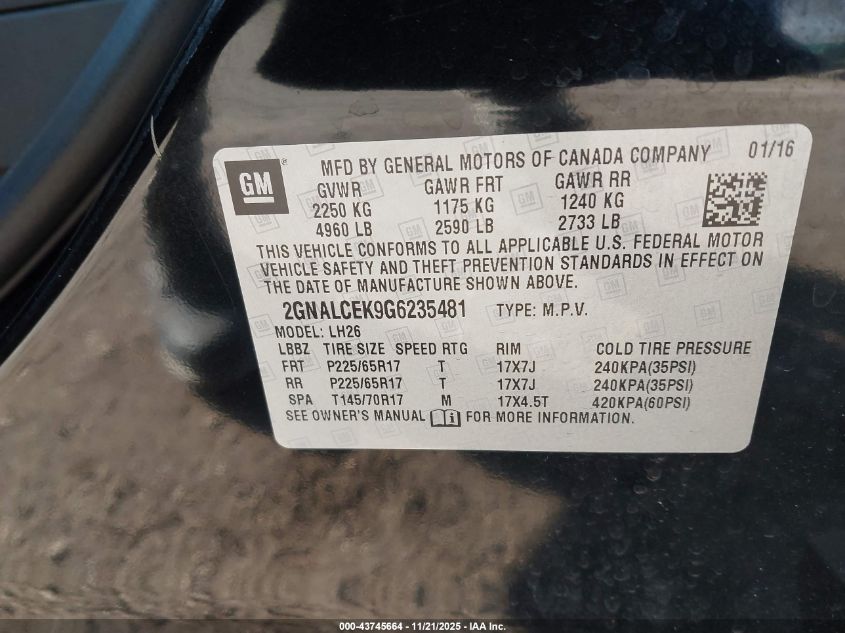 GM
MFD BY GENERAL MOTORS OF CANADA COMPANY 01/16
GVWR GAWR FRT GAWR RR
2250 KG 1175 KG 1240 KG
4960 LB 2590 LB 2733 LB
THIS VEHICLE CONFORMS TO ALL APPLICABLE U.S. FEDERAL MOTOR
VEHICLE SAFETY AND THEFT PREVENTION STANDARDS IN EFFECT ON
THE DATE OF MANUFACTURE SHOWN ABOVE.
2GNALCEK9G6235481 TYPE: M.P.V.
MODEL: LH26
LBBZ TIRE SIZE SPEED RTG RIM COLD TIRE PRESSURE
FRT P225/65R17 T 17X7J 240KPA(35PSI)
RR P225/65R17 T 17X7J 240KPA(35PSI)
SPA T145/70R17 M 17X4.5T 420KPA(60PSI)
SEE OWNER'S MANUAL i FOR MORE INFORMATION.
000-43745664 - 11/21/2025 - IAA Inc.